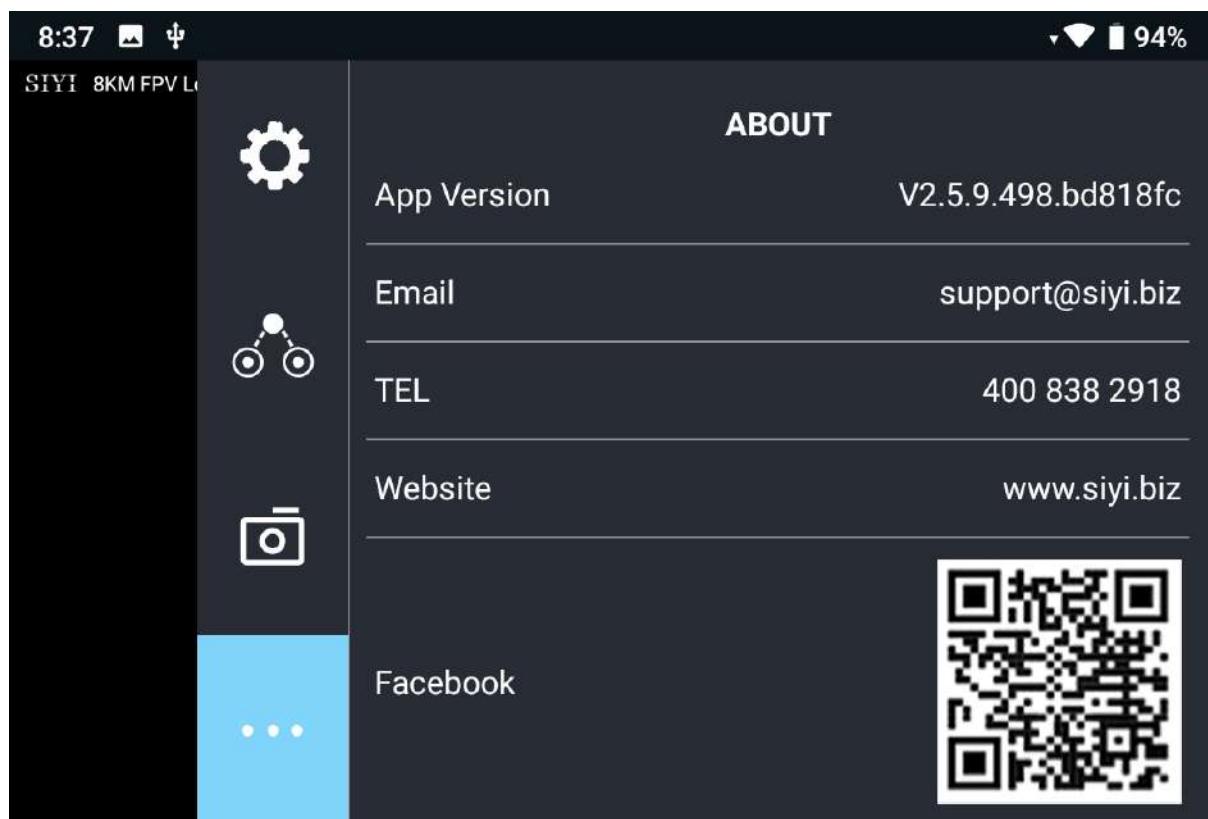 8:37 94%
SIYI 8KM FPV
ABOUT
App Version V2.5.9.498.bd818fc
Email support@siyi.biz
TEL 400 838 2918
Website www.siyi.biz
Facebook